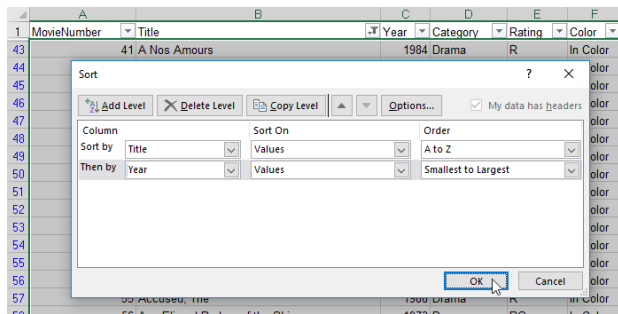 A B C D E F
1 MovieNumber Title Year Category Rating Color
43 41 A Nos Amours 1984 Drama R In Color
44 Sort ? × olor
45 olor
46 Add Level Delete Level Copy Level Options... My data has headers olor
47 olor
48 Column Sort On Order olor
49 Sort by Title Values A to Z olor
50 Then by Year Values Smallest to Largest olor
51 olor
52 olor
53 olor
54 olor
55 olor
56 OK Cancel olor
57 55 Accused, The 1988 Drama R In Color